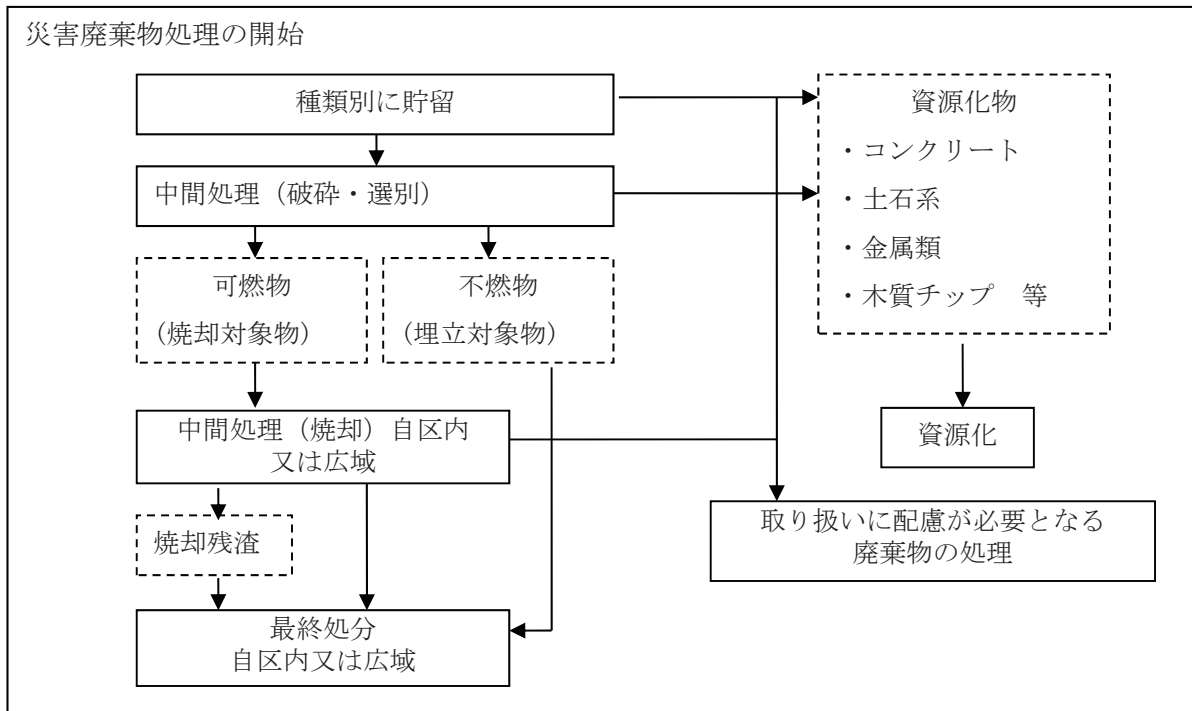 災害廃棄物処理の開始
種類別に貯留
中間処理（破砕・選別）
可燃物
(焼却対象物)
不燃物
(埋立対象物)
中間処理（焼却）自区内
又は広域
焼却残渣
最終処分
自区内又は広域
資源化物
・コンクリート
・土石系
・金属類
・木質チップ　等
資源化
取り扱いに配慮が必要となる
廃棄物の処理